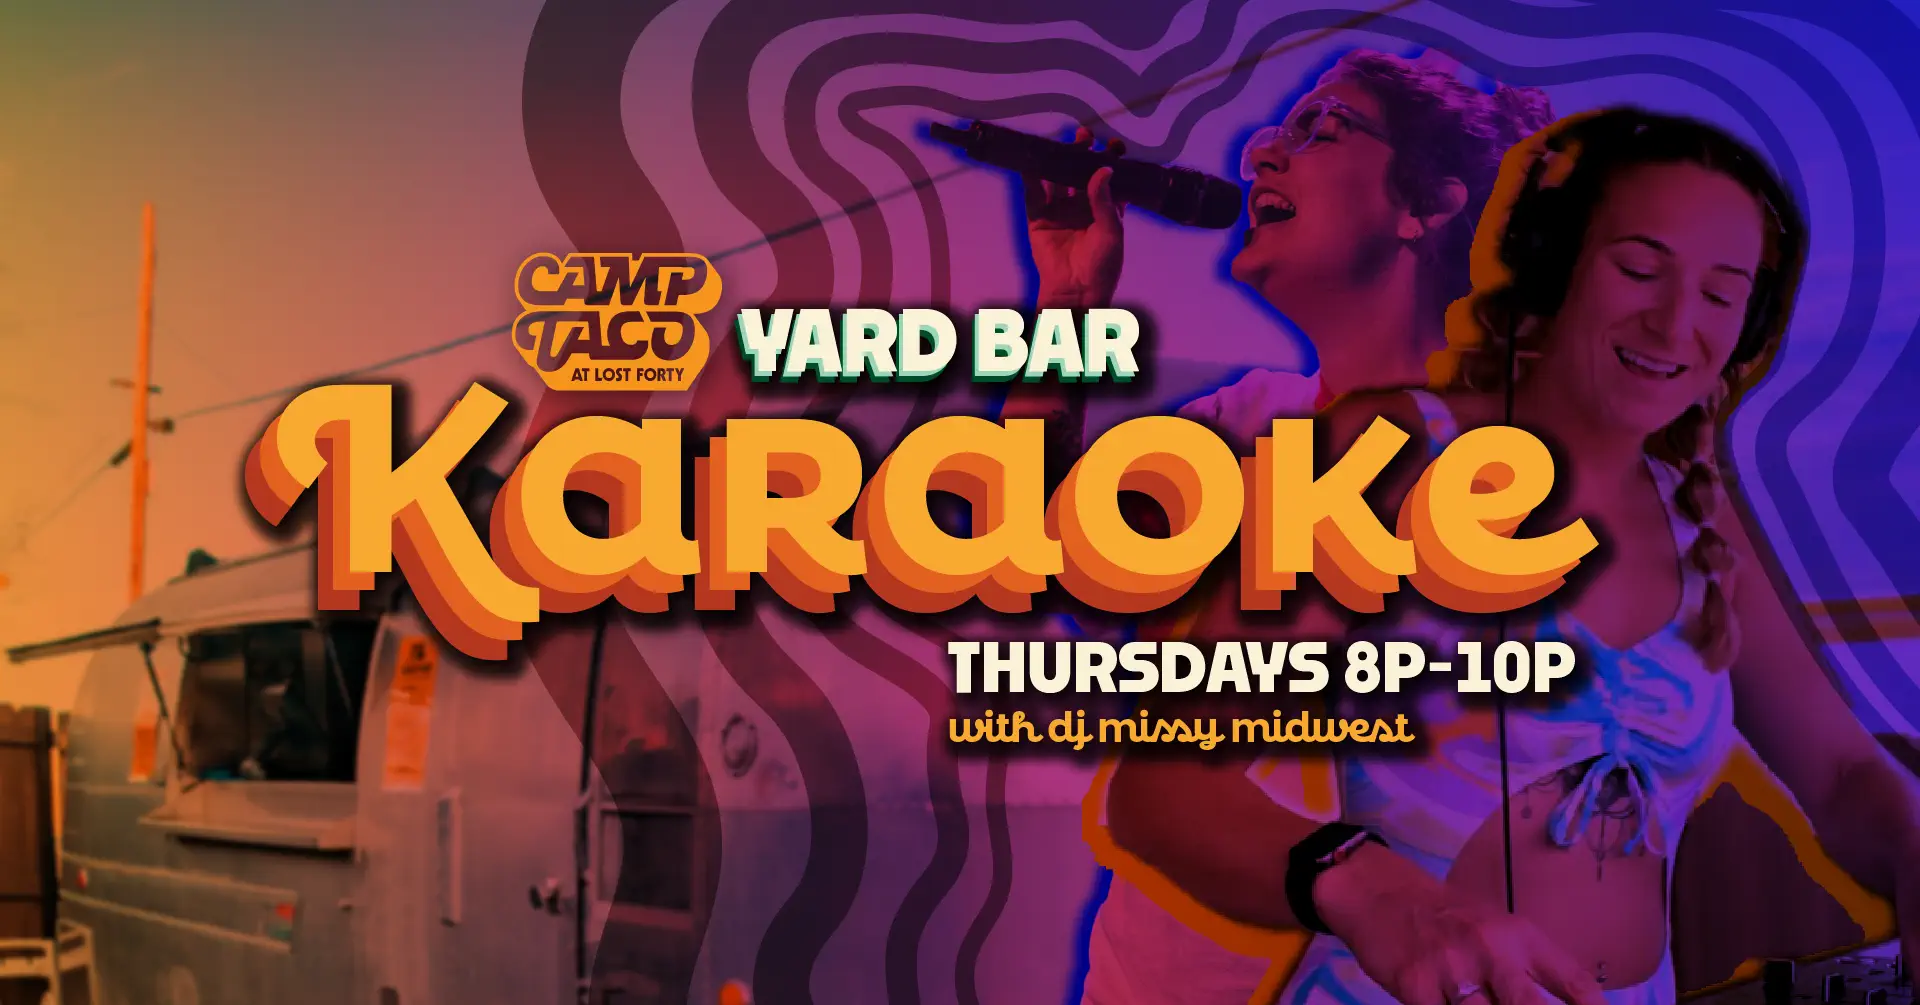 CAMP
TACO
AT LOST FORTY
YARD BAR
Karaoke
THURSDAYS 8P-10P
with dj missy midwest